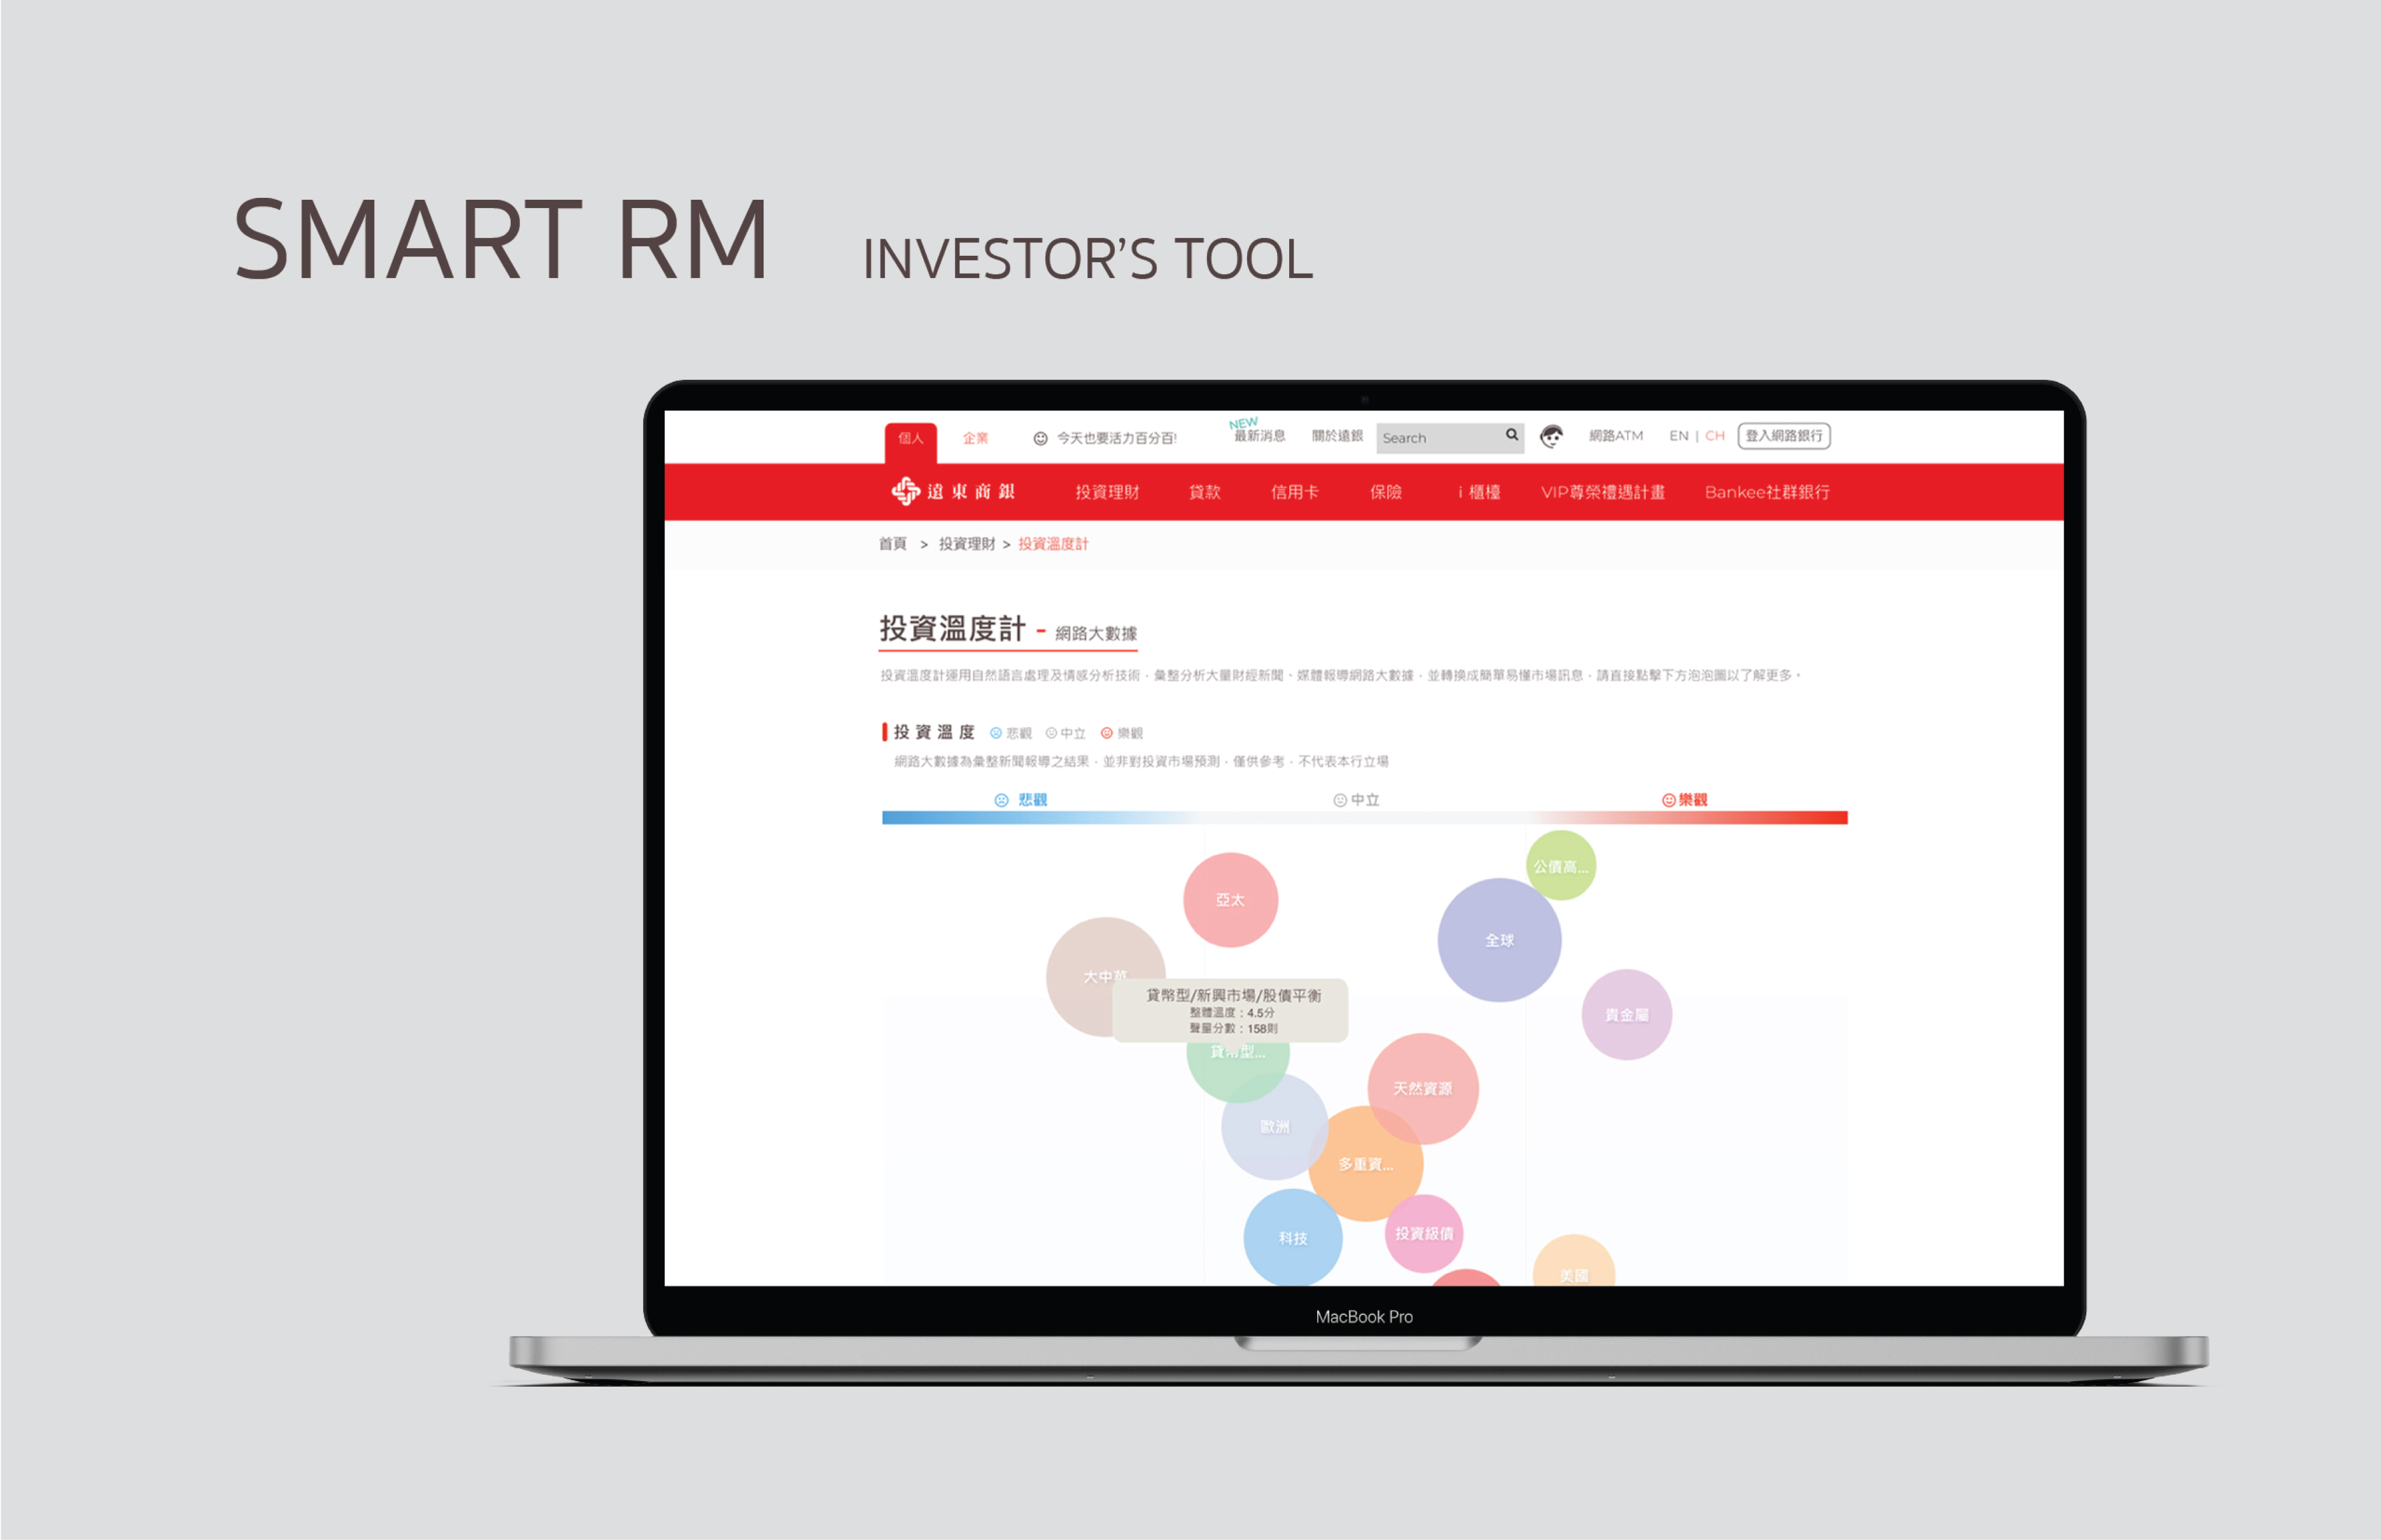 SMART RM INVESTOR'S TOOL
個人 企業 今天也要活力百分百! NEW 最新消息 關於遠銀 Search 網路ATM EN | CH 登入網路銀行
遠東商銀 投資理財 貸款 信用卡 保險 i 櫃檯 VIP尊榮禮遇計畫 Bankee社群銀行
首頁 > 投資理財 > 投資溫度計
投資溫度計 - 網路大數據
投資溫度計運用自然語言處理及情感分析技術，彙整分析大量財經新聞、媒體報導網路大數據，並轉換成簡單易懂市場訊息，請直接點擊下方泡泡圖以了解更多。
投資溫度 悲觀 中立 樂觀
網路大數據為彙整新聞報導之結果，並非對投資市場預測，僅供參考，不代表本行立場
悲觀 中立 樂觀
公債高...
亞太
全球
大中華
貨幣型/新興市場/股債平衡
整體溫度：4.5分
聲量分數：158則
貴金屬
貨幣型...
天然資源
歐洲
多重資...
科技
投資級債
美國
MacBook Pro